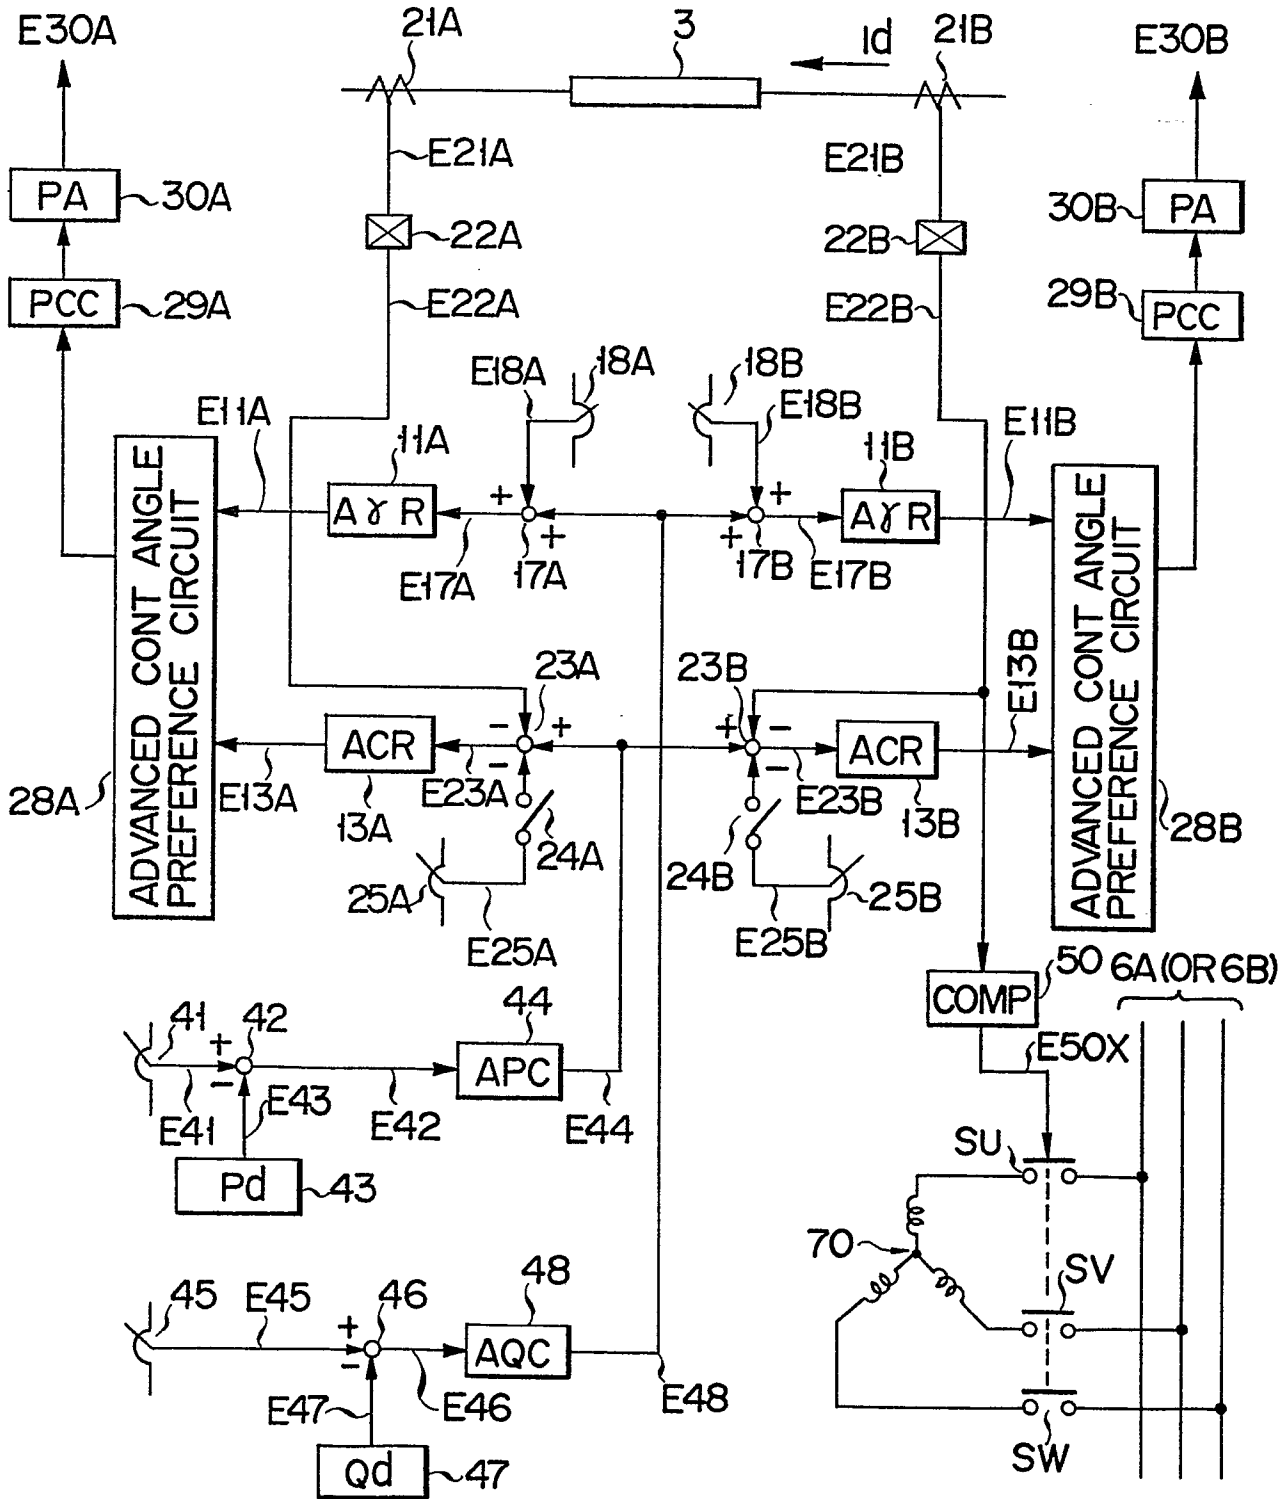 E30A
21A
3
Id
21B
E30B
E21A
E21B
PA
30A
22A
22B
30B
PA
PCC
29A
E22A
E22B
29B
PCC
E18A
18A
18B
E18B
E11A
11A
11B
E11B
AγR
+
+
AγR
+
+
E17A
17A
17B
E17B
ADVANCED CONT ANGLE
PREFERENCE CIRCUIT
ADVANCED CONT ANGLE
PREFERENCE CIRCUIT
23A
23B
E13B
ACR
-
+
+
-
ACR
-
-
28A
E13A
E23A
E23B
13A
24A
24B
13B
28B
25A
25B
E25A
E25B
50
6A (OR 6B)
COMP
41
42
44
E50X
+
-
APC
E41
E43
E42
E44
SU
Pd
43
70
SV
45
E45
46
48
+
-
AQC
E47
E46
E48
SW
Qd
47